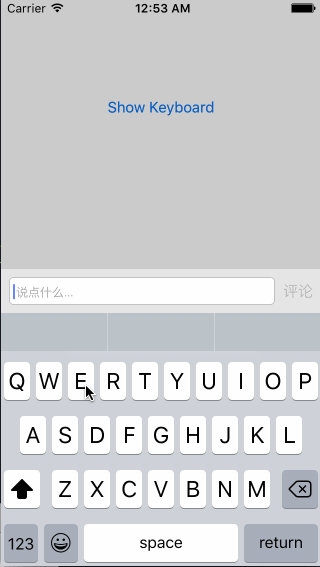 Carrier 12:53 AM
Show Keyboard
说点什么... 评论
Q W E R T Y U I O P
A S D F G H J K L
Z X C V B N M
123 space return